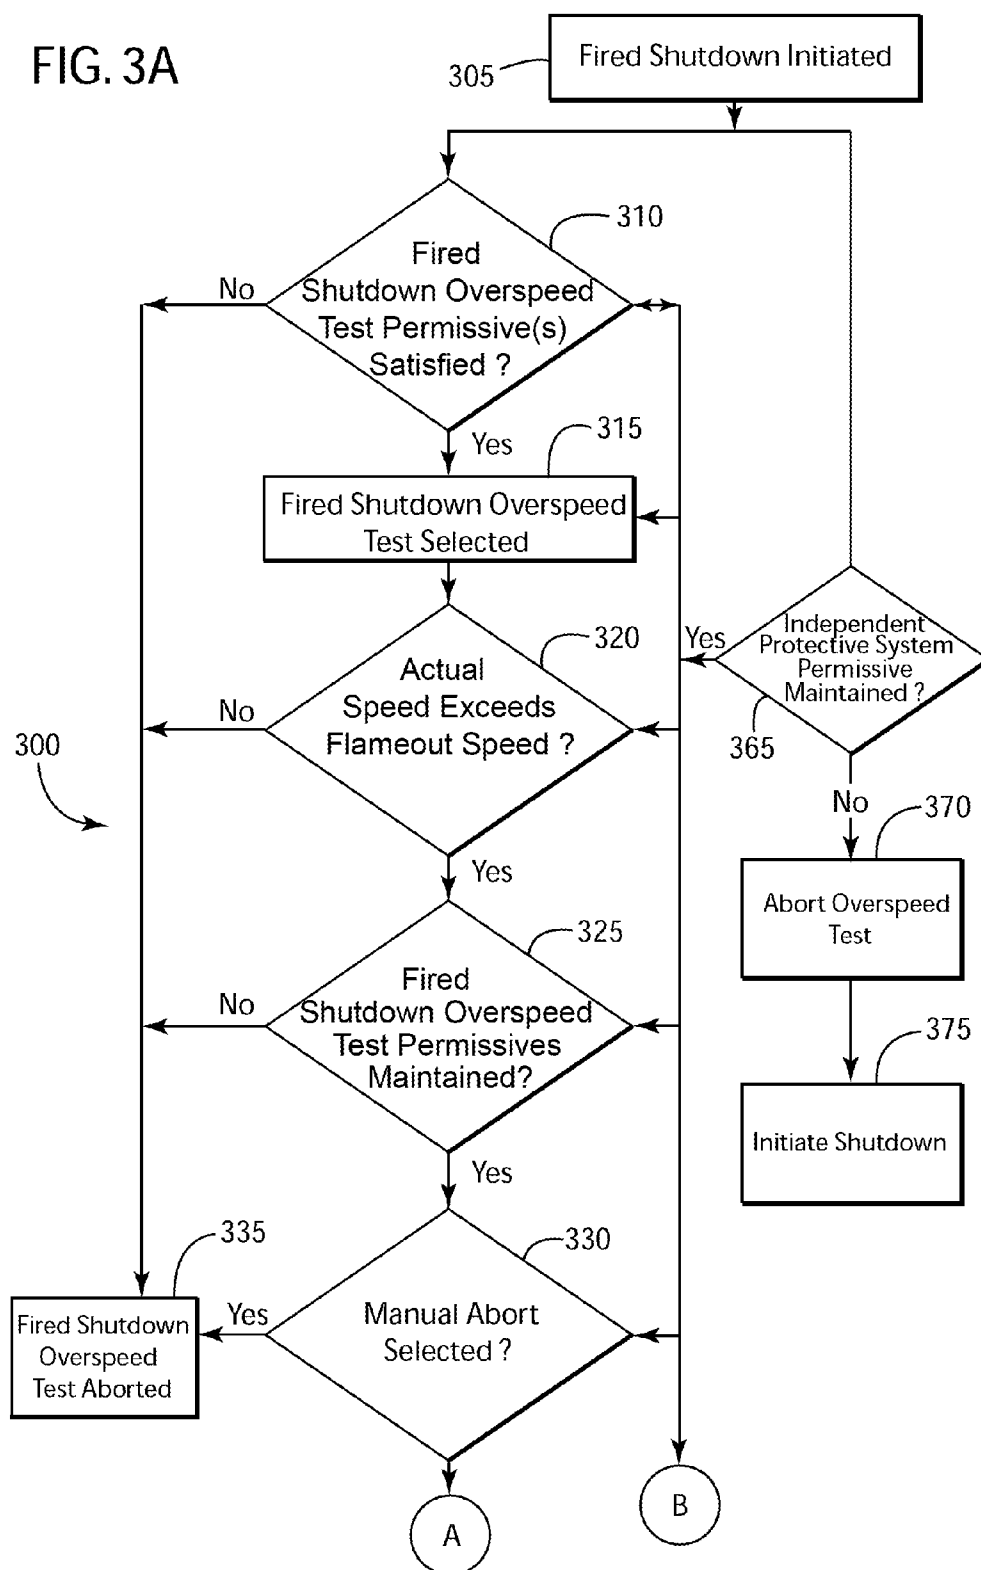 FIG. 3A
Fired Shutdown Initiated
305
310
Fired
Shutdown Overspeed
Test Permissive(s)
Satisfied ?
No
Yes
315
Fired Shutdown Overspeed
Test Selected
320
Actual
Speed Exceeds
Flameout Speed ?
No
Yes
Independent
Protective System
Permissive
Maintained ?
Yes
365
No
300
370
Abort Overspeed
Test
325
Fired
Shutdown Overspeed
Test Permissives
Maintained?
No
Yes
375
Initiate Shutdown
335
Fired Shutdown
Overspeed
Test Aborted
330
Manual Abort
Selected ?
Yes
A
B